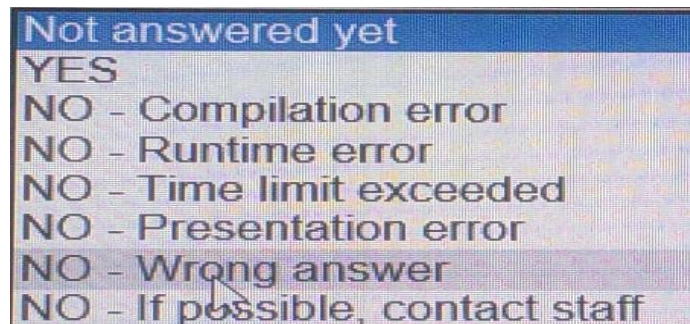 Not answered yet
YES
NO - Compilation error
NO - Runtime error
NO - Time limit exceeded
NO - Presentation error
NO - Wrong answer
NO - If possible, contact staff